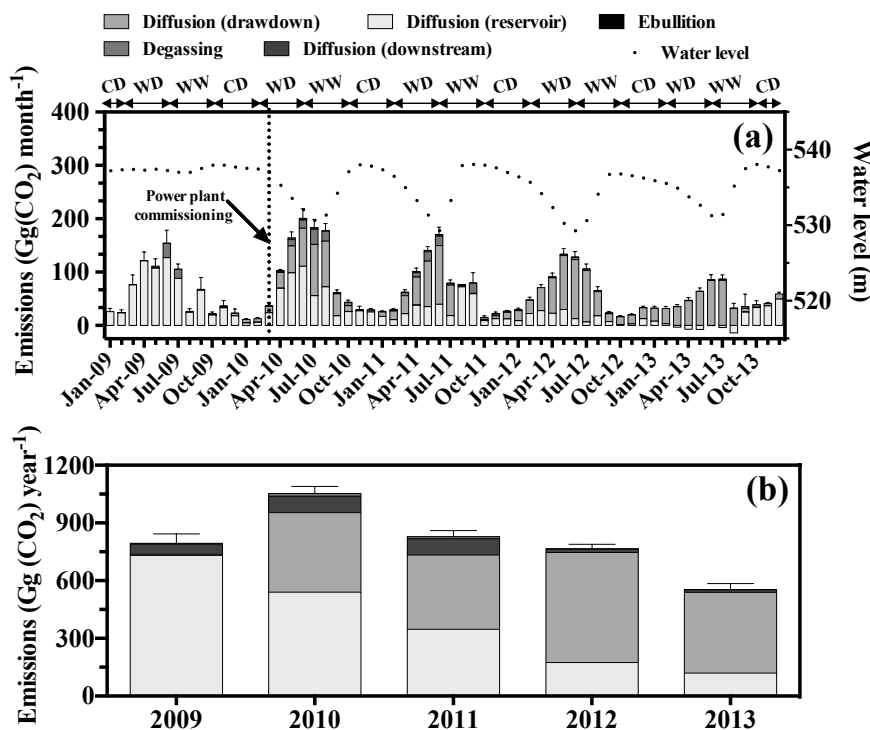 Diffusion (drawdown) Diffusion (reservoir) Ebullition
Degassing Diffusion (downstream) Water level
CD WD WW CD WD WW CD WD WW CD WD WW CD WD WW CD
400
300
200
100
0
(a)
Power plant
commissioning
540
530
520
Emissions (Gg(CO2) month-1)
Water level (m)
Jan-09 Apr-09 Jul-09 Oct-09 Jan-10 Apr-10 Jul-10 Oct-10 Jan-11 Apr-11 Jul-11 Oct-11 Jan-12 Apr-12 Jul-12 Oct-12 Jan-13 Apr-13 Jul-13 Oct-13
1200
900
600
300
0
(b)
Emissions (Gg (CO2) year-1)
2009 2010 2011 2012 2013